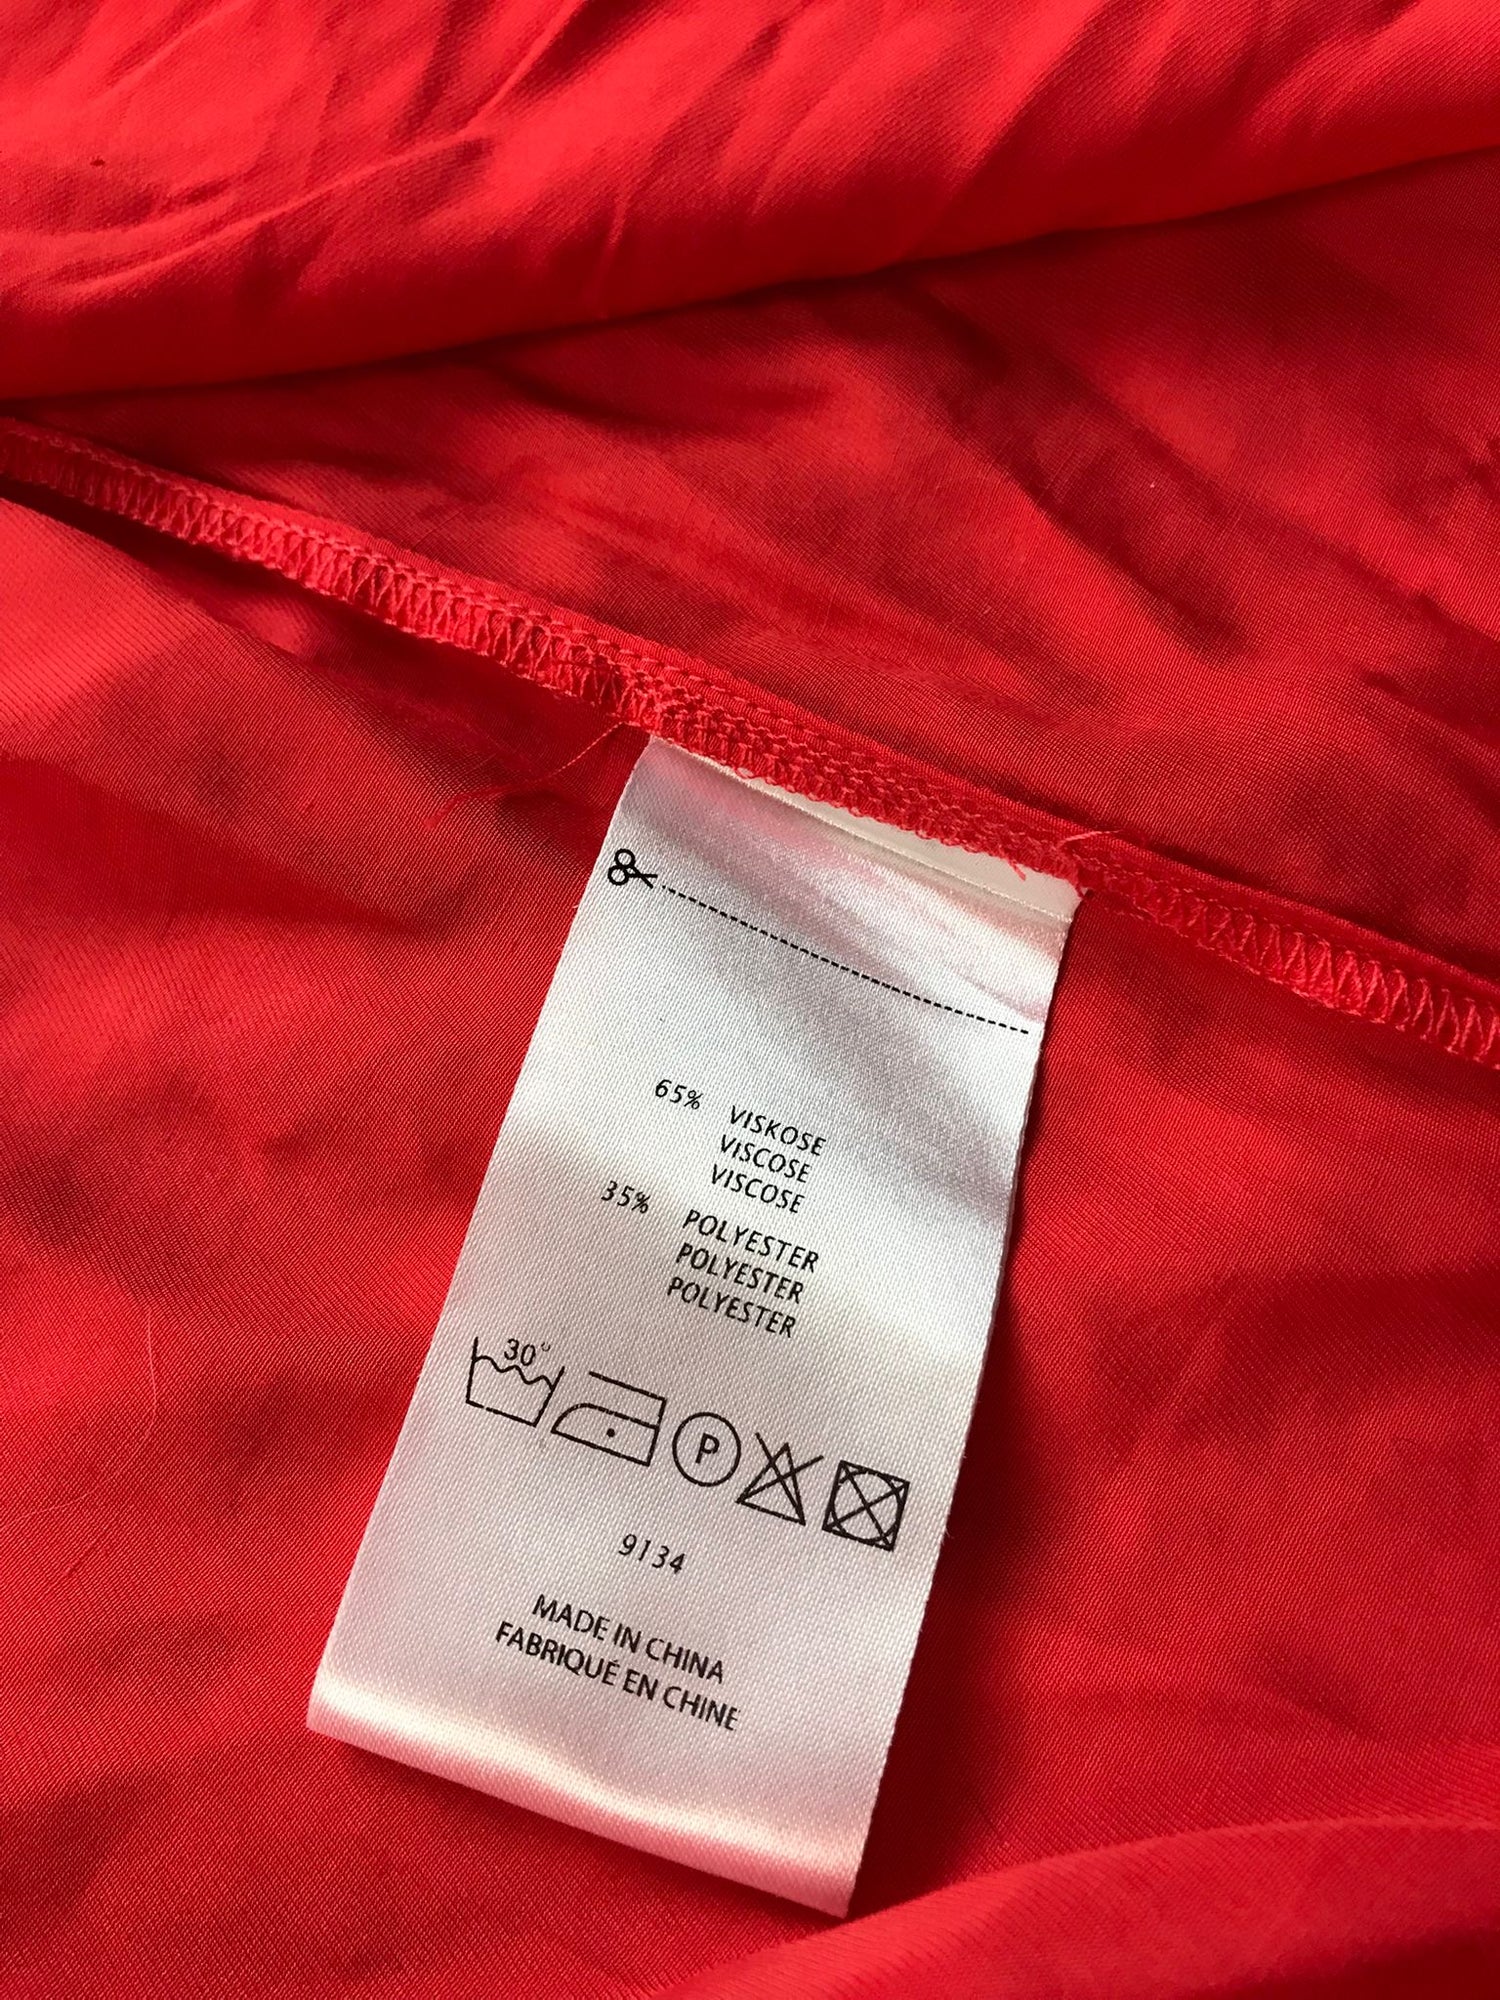 65% VISKOSE
VISCOSE
VISCOSE
35% POLYESTER
POLYESTER
POLYESTER
30°
P
9134
MADE IN CHINA
FABRIQUÉ EN CHINE